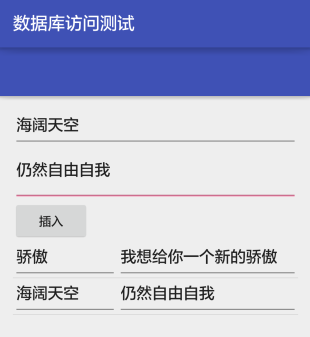 数据库访问测试
海阔天空
仍然自由自我
插入
骄傲 我想给你一个新的骄傲
海阔天空 仍然自由自我